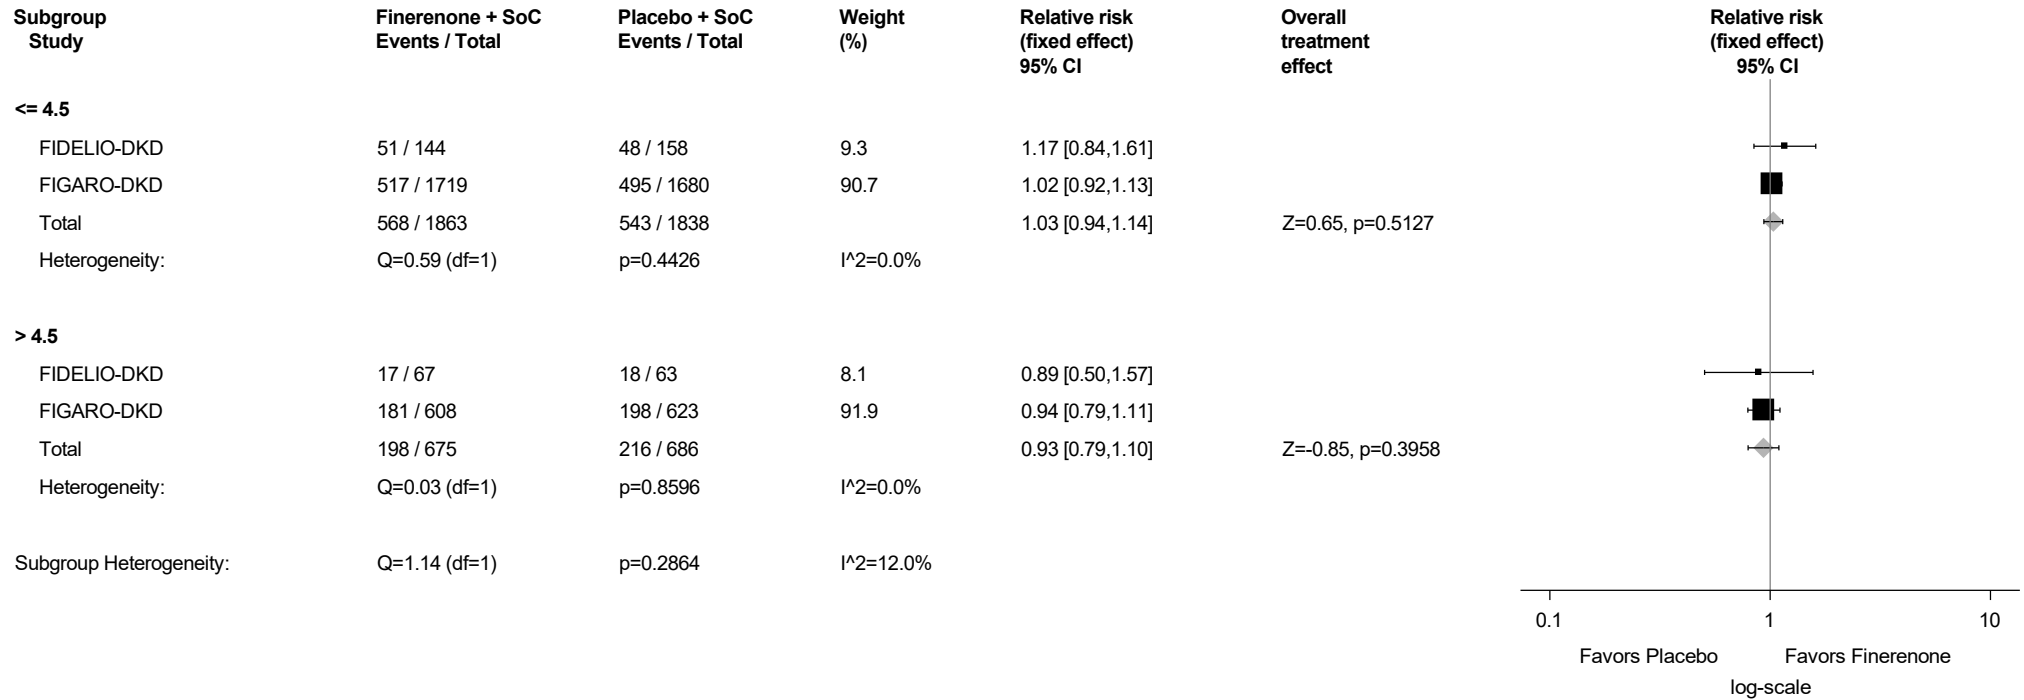 Subgroup Finerenone + SoC Placebo + SoC Weight Relative risk Overall Relative risk
Study Events / Total Events / Total (%) (fixed effect) treatment (fixed effect)
95% CI effect 95% CI
<= 4.5
FIDELIO-DKD 51 / 144 48 / 158 9.3 1.17 [0.84,1.61]
FIGARO-DKD 517 / 1719 495 / 1680 90.7 1.02 [0.92,1.13]
Total 568 / 1863 543 / 1838 1.03 [0.94,1.14] Z=0.65, p=0.5127
Heterogeneity: Q=0.59 (df=1) p=0.4426 I^2=0.0%
> 4.5
FIDELIO-DKD 17 / 67 18 / 63 8.1 0.89 [0.50,1.57]
FIGARO-DKD 181 / 608 198 / 623 91.9 0.94 [0.79,1.11]
Total 198 / 675 216 / 686 0.93 [0.79,1.10] Z=-0.85, p=0.3958
Heterogeneity: Q=0.03 (df=1) p=0.8596 I^2=0.0%
Subgroup Heterogeneity: Q=1.14 (df=1) p=0.2864 I^2=12.0%
0.1 1 10
Favors Placebo Favors Finerenone
log-scale